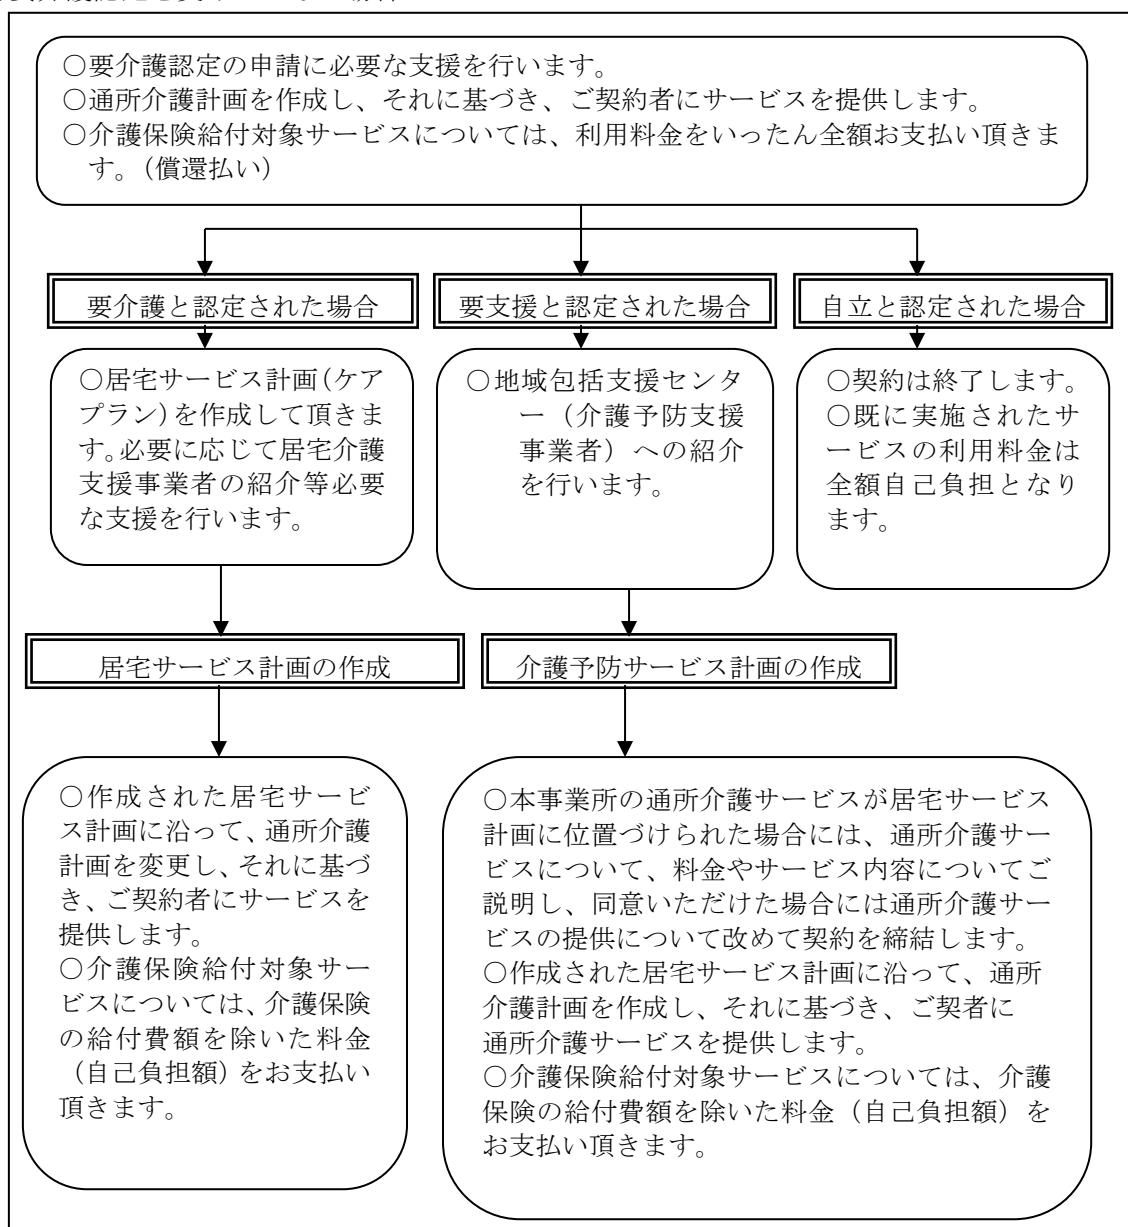 ○要介護認定の申請に必要な支援を行います。
○通所介護計画を作成し、それに基づき、ご契約者にサービスを提供します。
○介護保険給付対象サービスについては、利用料金をいったん全額お支払い頂きま
す。（償還払い）
要介護と認定された場合
要支援と認定された場合
自立と認定された場合
○居宅サービス計画（ケア
プラン）を作成して頂きま
す。必要に応じて居宅介護
支援事業者の紹介等必要
な支援を行います。
○地域包括支援センタ
ー（介護予防支援
事業者）への紹介
を行います。
○契約は終了します。
○既に実施されたサ
ービスの利用料金は
全額自己負担となり
ます。
居宅サービス計画の作成
介護予防サービス計画の作成
○作成された居宅サービ
ス計画に沿って、通所介護
計画を変更し、それに基づ
き、ご契約者にサービスを
提供します。
○介護保険給付対象サー
ビスについては、介護保険
の給付費額を除いた料金
（自己負担額）をお支払い
頂きます。
○本事業所の通所介護サービスが居宅サービス
計画に位置づけられた場合には、通所介護サー
ビスについて、料金やサービス内容についてご
説明し、同意いただけた場合には通所介護サー
ビスの提供について改めて契約を締結します。
○作成された居宅サービス計画に沿って、通所
介護計画を作成し、それに基づき、ご契者に
通所介護サービスを提供します。
○介護保険給付対象サービスについては、介護
保険の給付費額を除いた料金（自己負担額）を
お支払い頂きます。